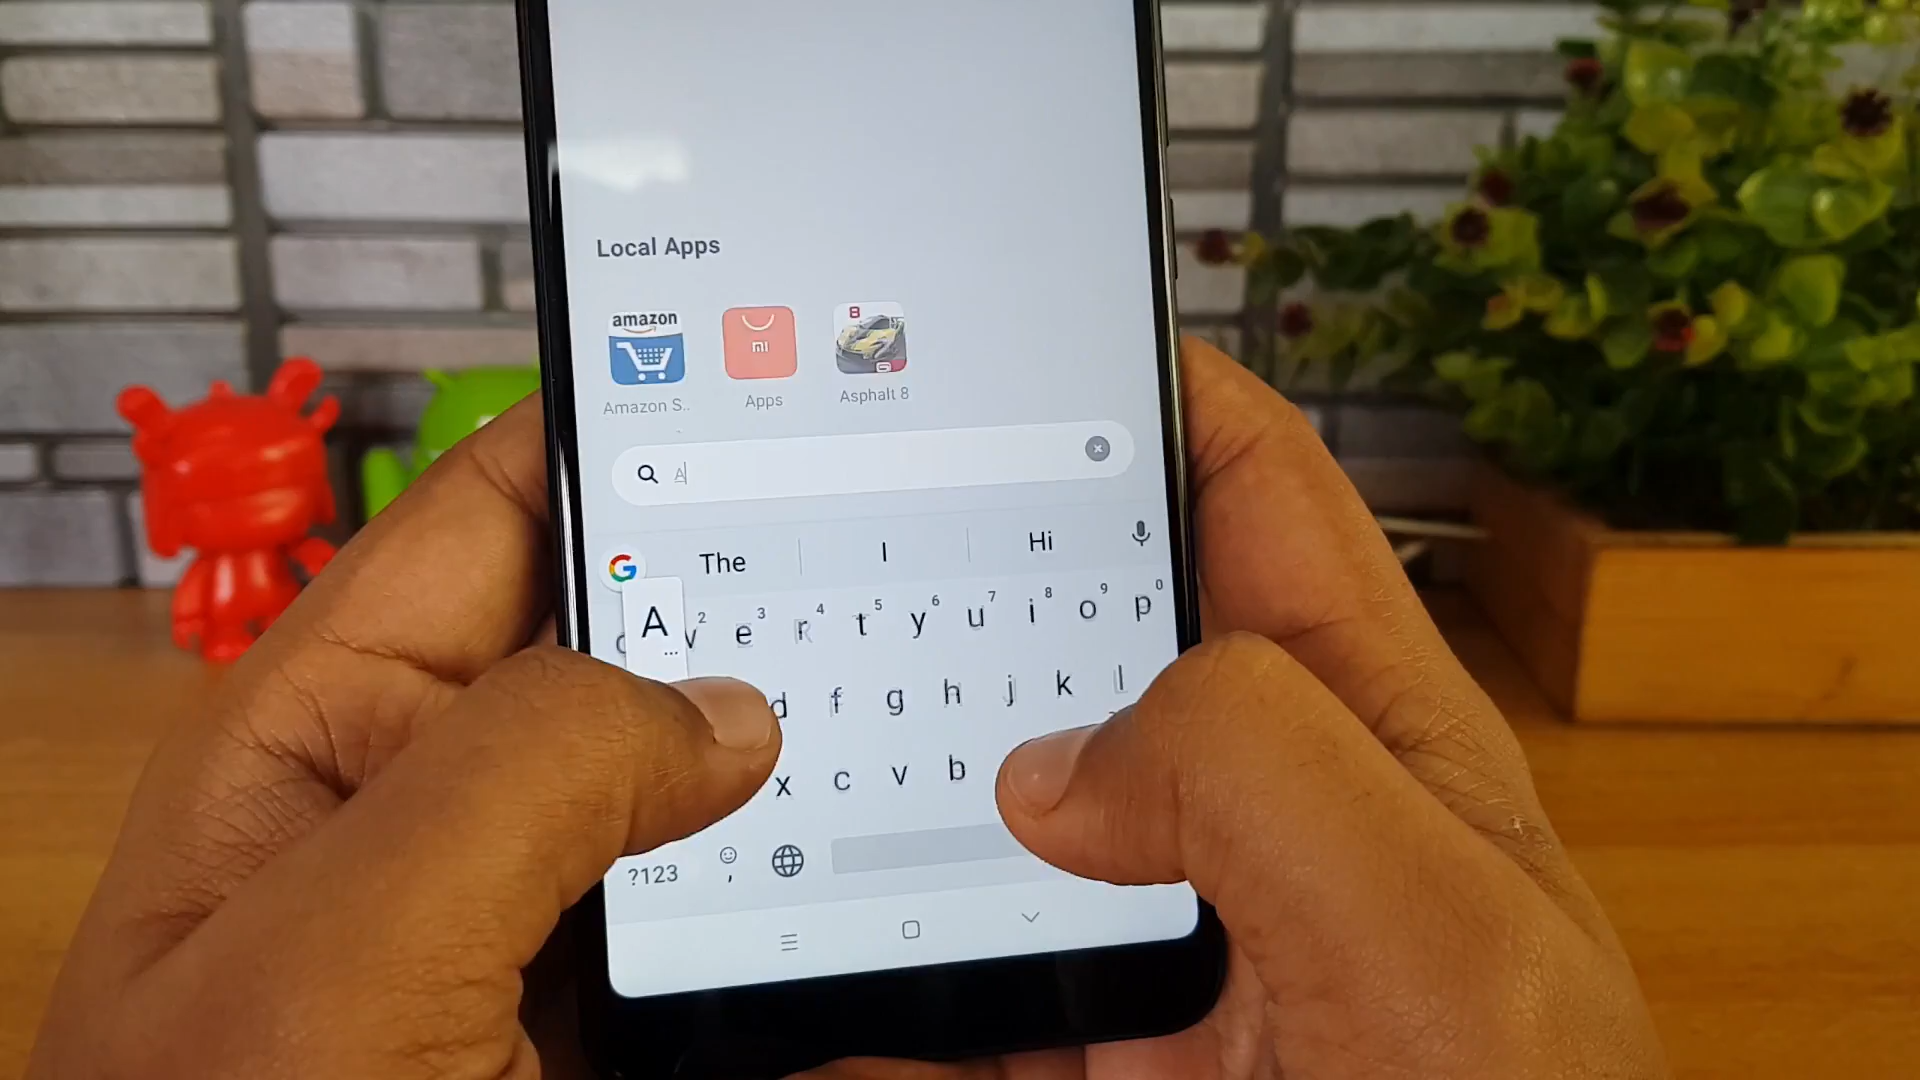 Local Apps
amazon
mi
8
Amazon S..
Apps
Asphalt 8
A
G
The
I
Hi
A
...
2
e 3
r 4
t 5
y 6
u 7
i 8
o 9
p 0
d f g h j k l
x c v b
?123
,